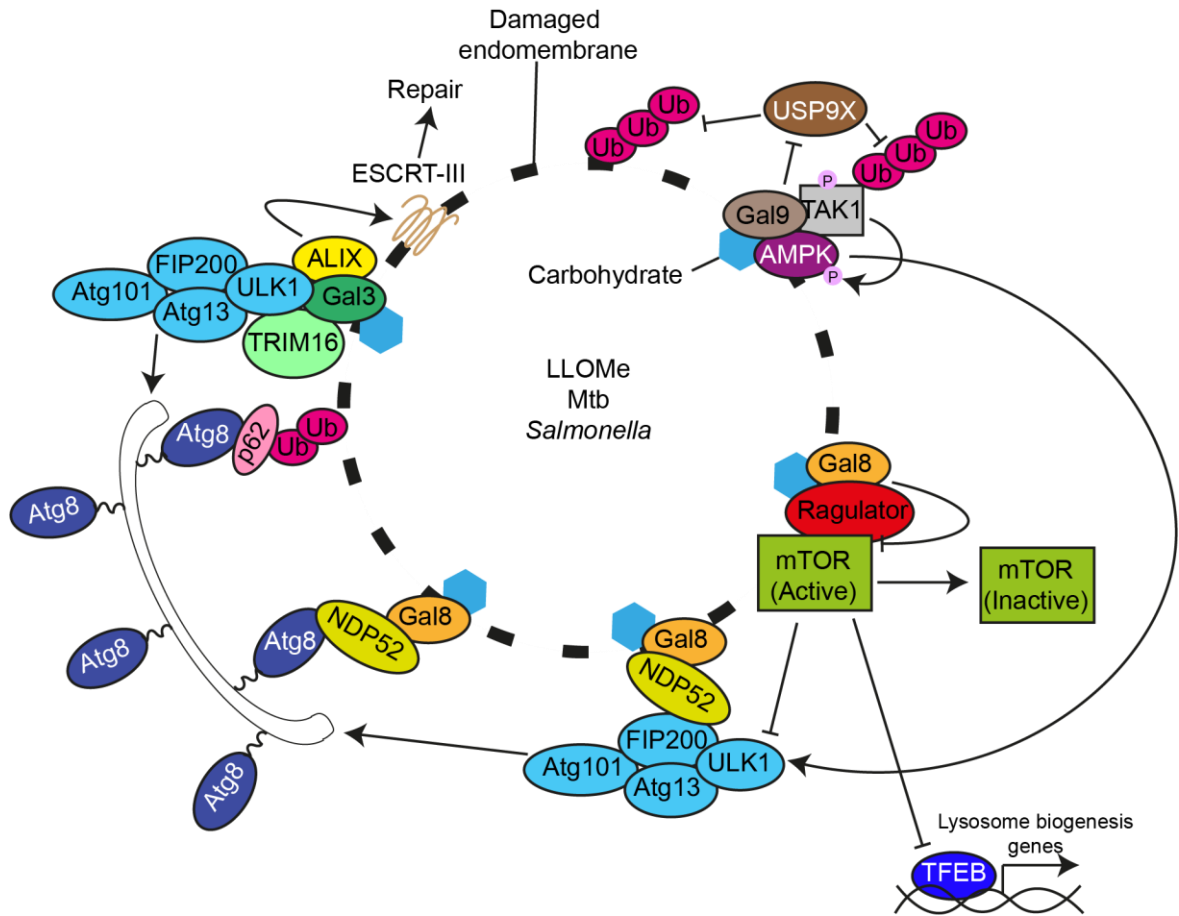 Damaged
endomembrane
Repair
ESCRT-III
Ub
Ub
Ub
USP9X
Ub
Ub
Ub
P
Gal9
TAK1
AMPK
P
Carbohydrate
ALIX
FIP200
ULK1
Gal3
Atg101
Atg13
TRIM16
LLOMe
Mtb
Salmonella
Atg8
p62
Ub
Ub
Atg8
Gal8
Ragulator
mTOR
(Active)
mTOR
(Inactive)
Atg8
Atg8
NDP52
Gal8
Gal8
NDP52
FIP200
ULK1
Atg101
Atg13
Atg8
Lysosome biogenesis
genes
TFEB